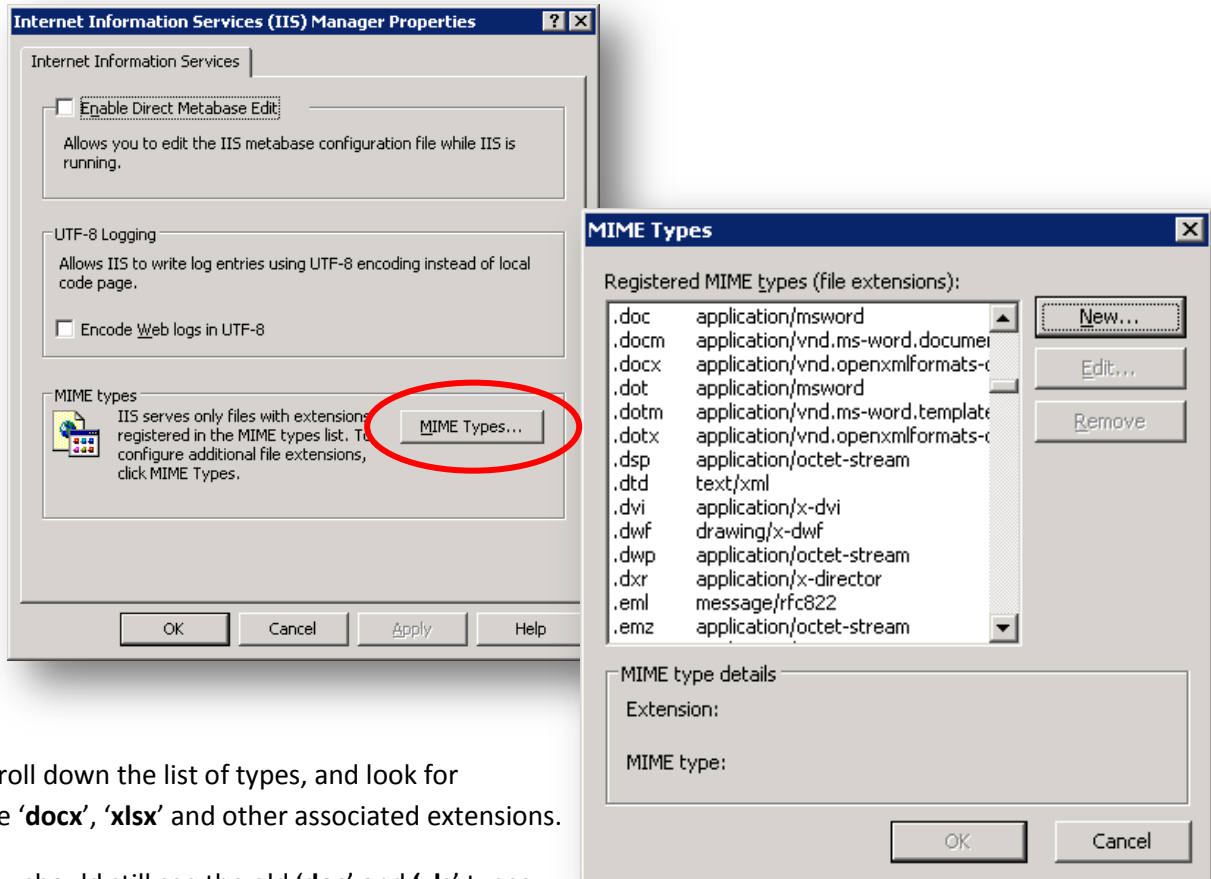 Internet Information Services (IIS) Manager Properties
Internet Information Services
Enable Direct Metabase Edit
Allows you to edit the IIS metabase configuration file while IIS is
running.
UTF-8 Logging
Allows IIS to write log entries using UTF-8 encoding instead of local
code page.
Encode Web logs in UTF-8
MIME types
IIS serves only files with extensions
registered in the MIME types list. To
configure additional file extensions,
click MIME Types.
MIME Types...
OK Cancel Apply Help
MIME Types
Registered MIME types (file extensions):
.doc application/msword
.docm application/vnd.ms-word.documen
.docx application/vnd.openxmlformats-
.dot application/msword
.dotm application/vnd.ms-word.template
.dotx application/vnd.openxmlformats-
.dsp application/octet-stream
.dtd text/xml
.dvi application/x-dvi
.dwf drawing/x-dwf
.dwp application/octet-stream
.dxr application/x-director
.eml message/rfc822
.emz application/octet-stream
New...
Edit...
Remove
MIME type details
Extension:
MIME type:
OK Cancel
roll down the list of types, and look for
e ‘docx’, ‘xlsx’ and other associated extensions.
should still see the old
types